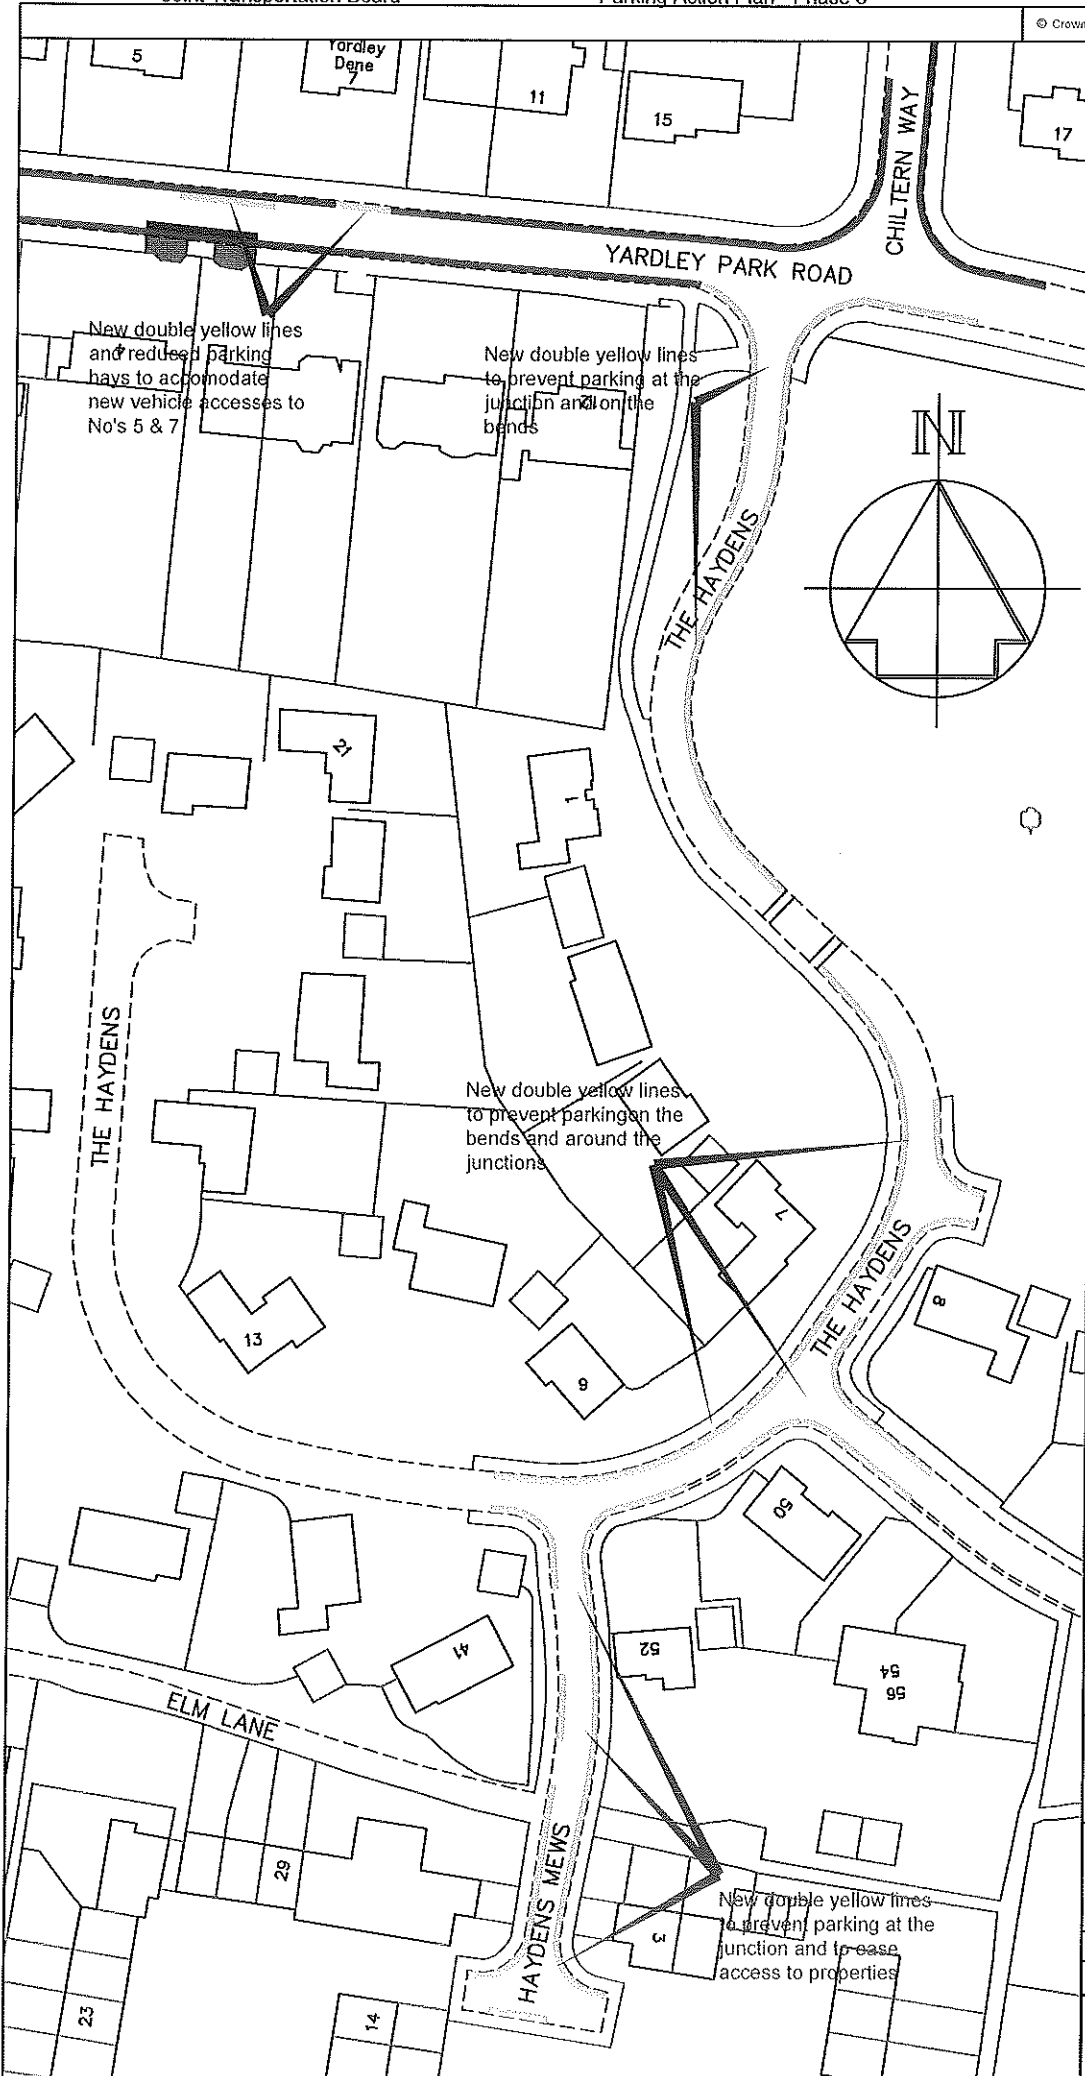 Joint Transportation Board Parking Action Plan - Phase 3
© Crown
5
Yardley
Dene
7
11
15
17
CHILTERN WAY
YARDLEY PARK ROAD
New double yellow lines
and reduced parking
bays to accomodate
new vehicle accesses to
No's 5 & 7
4
New double yellow lines
to prevent parking at the
junction and on the
bends
12
N
THE HAYDENS
21
1
THE HAYDENS
New double yellow lines
to prevent parkingon the
bends and around the
junctions
7
THE HAYDENS
8
13
9
50
41
52
54
56
ELM LANE
29
HAYDENS MEWS
3
New double yellow lines
to prevent parking at the
junction and to ease
access to properties
23
14